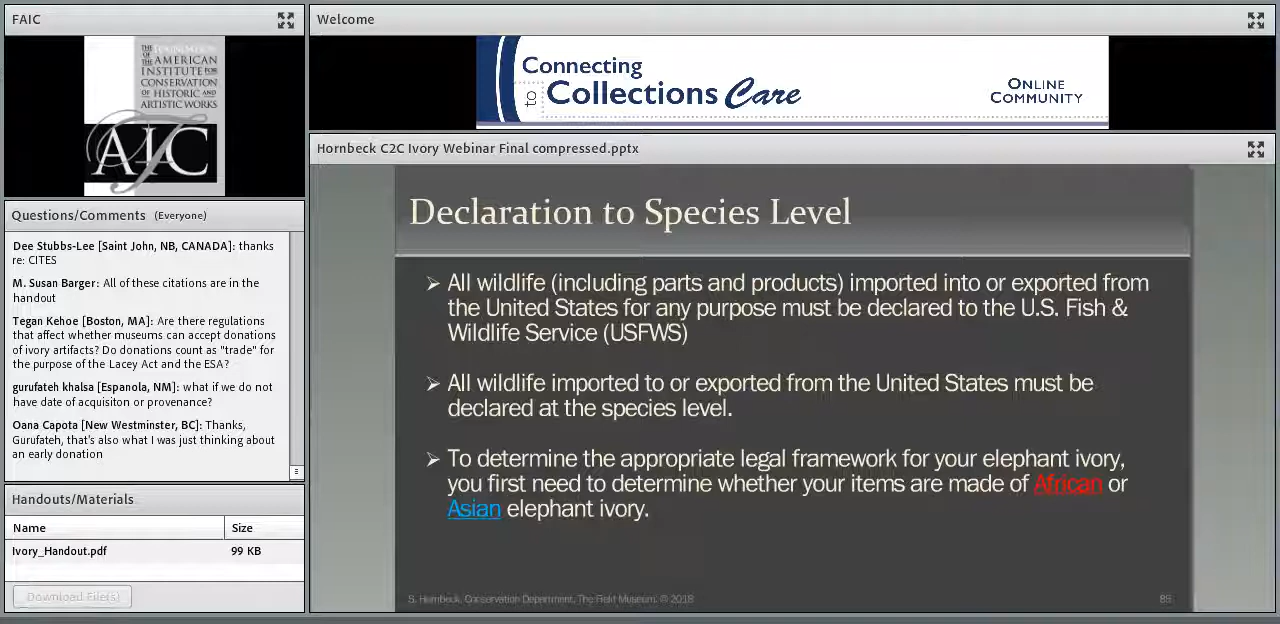 FAIC
THE FOUNDATION
OF THE AMERICAN
INSTITUTE FOR
CONSERVATION
OF HISTORIC AND
ARTISTIC WORKS
AIC
Questions/Comments (Everyone)
Dee Stubbs-Lee [Saint John, NB, CANADA]: thanks
re: CITES
M. Susan Barger: All of these citations are in the
handout
Tegan Kehoe [Boston, MA]: Are there regulations
that affect whether museums can accept donations
of ivory artifacts? Do donations count as "trade" for
the purpose of the Lacey Act and the ESA?
gurufateh khalsa [Espanola, NM]: what if we do not
have date of acquisiton or provenance?
Oana Capota [New Westminster, BC]: Thanks,
Gurufateh, that's also what I was just thinking about
an early donation
Handouts/Materials
Name Size
Ivory_Handout.pdf 99 KB
Download File(s)
Welcome
Connecting
to Collections Care
ONLINE
COMMUNITY
Hornbeck C2C Ivory Webinar Final compressed.pptx
Declaration to Species Level
All wildlife (including parts and products) imported into or exported from
the United States for any purpose must be declared to the U.S. Fish &
Wildlife Service (USFWS)
All wildlife imported to or exported from the United States must be
declared at the species level.
To determine the appropriate legal framework for your elephant ivory,
you first need to determine whether your items are made of African or
Asian elephant ivory.
S. Hornbeck, Conservation Department, The Field Museum. © 2018